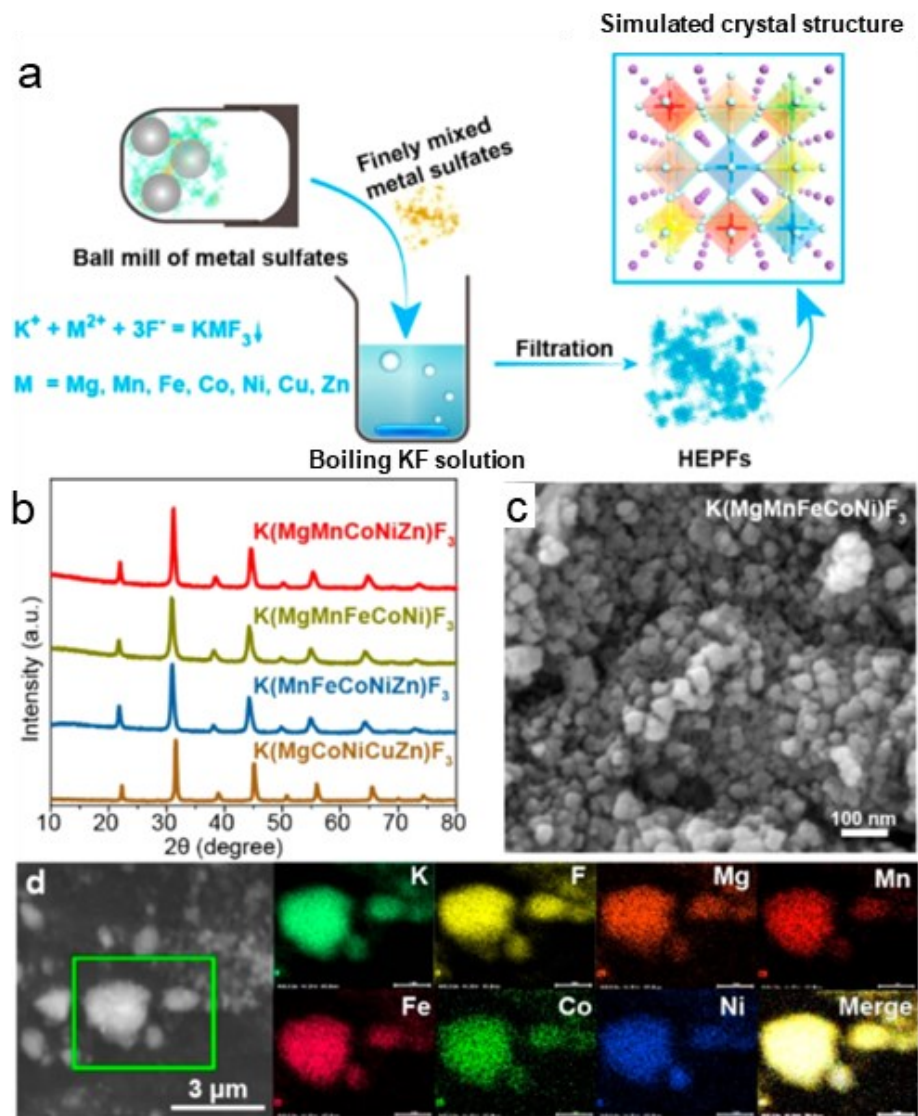 Simulated crystal structure
a
Finely mixed
metal sulfates
Ball mill of metal sulfates
K⁺ + M²⁺ + 3F⁻ = KMF₃↓
M = Mg, Mn, Fe, Co, Ni, Cu, Zn
Filtration
Boiling KF solution
HEPFs
b
K(MgMnCoNiZn)F₃
K(MgMnFeCoNi)F₃
K(MnFeCoNiZn)F₃
K(MgCoNiCuZn)F₃
Intensity (a.u.)
10 20 30 40 50 60 70 80
2θ (degree)
c
K(MgMnFeCoNi)F₃
100 nm
d
3 μm
K
F
Mg
Mn
Fe
Co
Ni
Merge